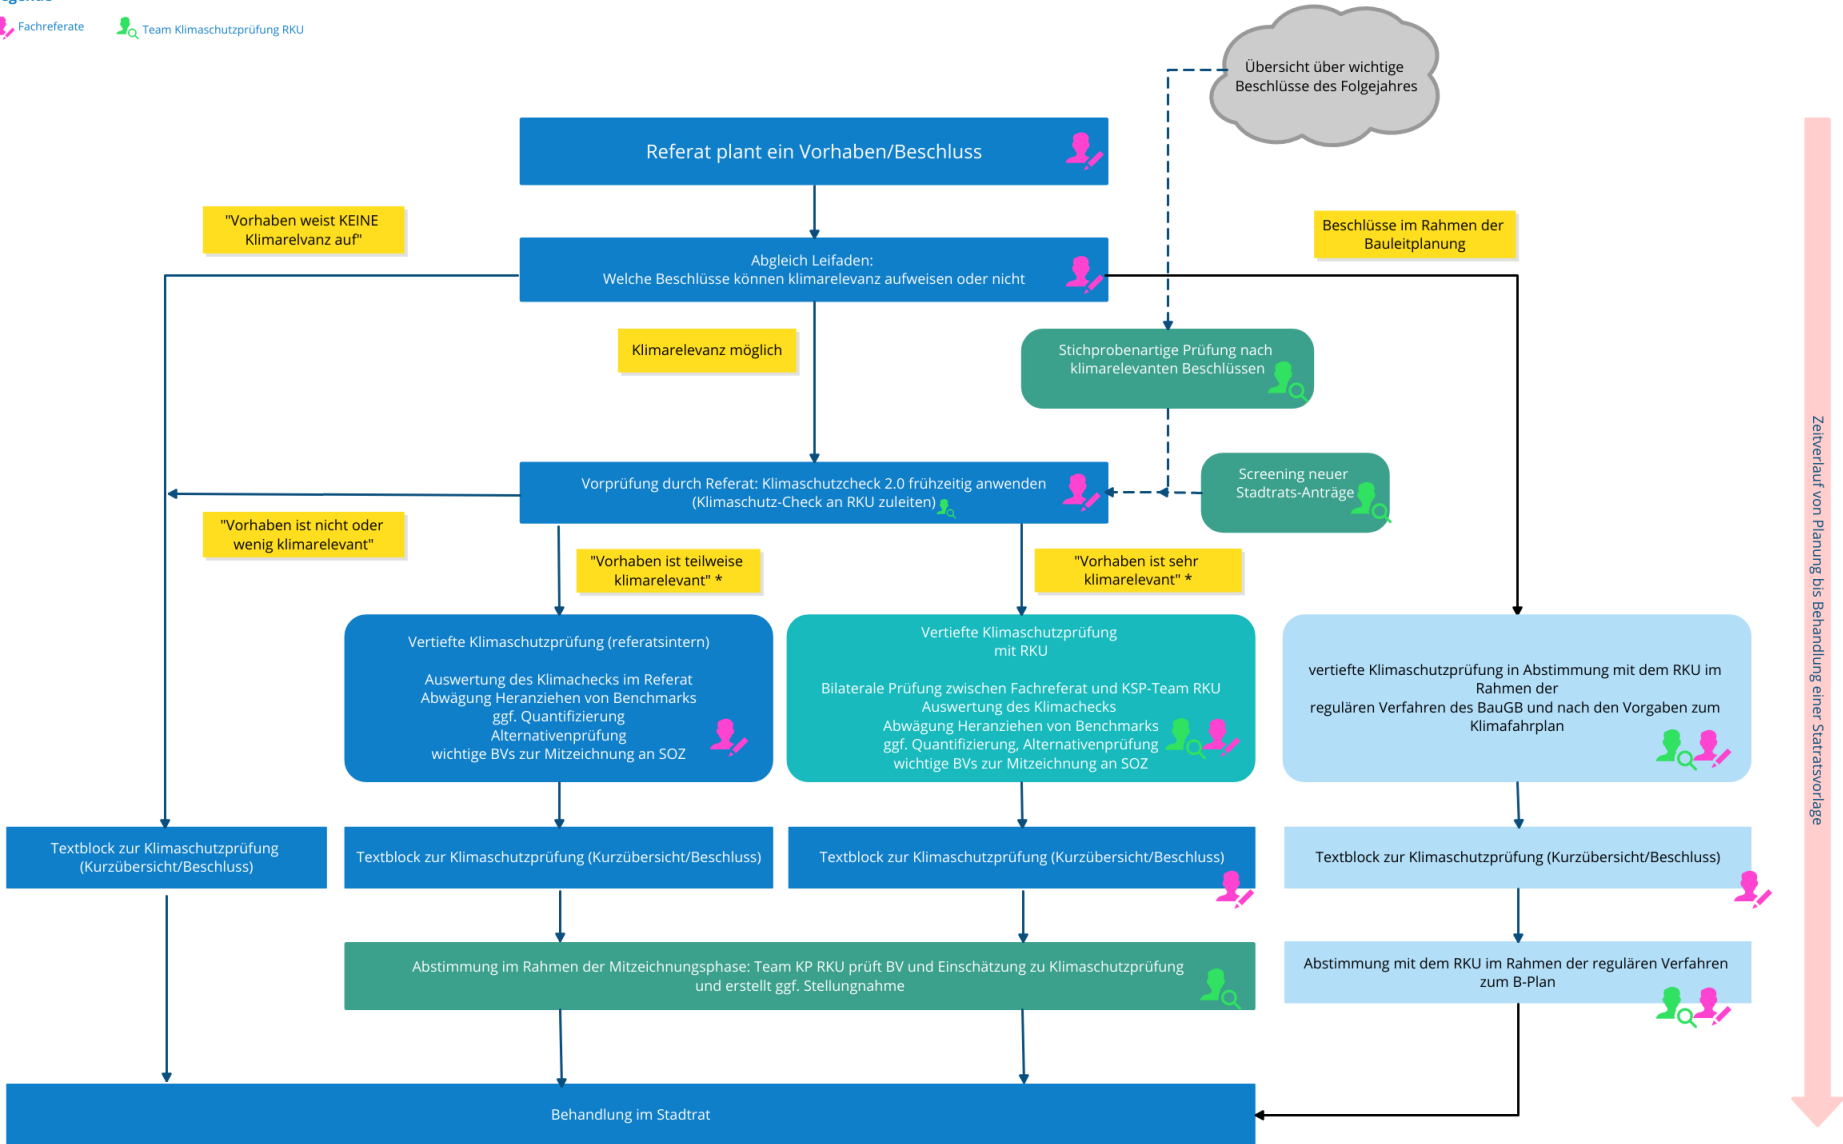 Fachreferate
Team Klimaschutzprüfung RKU
Übersicht über wichtige
Beschlüsse des Folgejahres
Referat plant ein Vorhaben/Beschluss
"Vorhaben weist KEINE
Klimarelvanz auf"
Beschlüsse im Rahmen der
Bauleitplanung
Abgleich Leifaden:
Welche Beschlüsse können klimarelevanz aufweisen oder nicht
Klimarelevanz möglich
Stichprobenartige Prüfung nach
klimarelevanten Beschlüssen
Vorprüfung durch Referat: Klimaschutzcheck 2.0 frühzeitig anwenden
(Klimaschutz-Check an RKU zuleiten)
Screening neuer
Stadtrats-Anträge
"Vorhaben ist nicht oder
wenig klimarelevant"
"Vorhaben ist teilweise
klimarelevant" *
"Vorhaben ist sehr
klimarelevant" *
Vertiefte Klimaschutzprüfung (referatsintern)
Auswertung des Klimachecks im Referat
Abwägung Heranziehen von Benchmarks
ggf. Quantifizierung
Alternativenprüfung
wichtige BVs zur Mitzeichnung an SOZ
Vertiefte Klimaschutzprüfung
mit RKU
Bilaterale Prüfung zwischen Fachreferat und KSP-Team RKU
Auswertung des Klimachecks
Abwägung Heranziehen von Benchmarks
ggf. Quantifizierung, Alternativenprüfung
wichtige BVs zur Mitzeichnung an SOZ
vertiefte Klimaschutzprüfung in Abstimmung mit dem RKU im
Rahmen der
regulären Verfahren des BauGB und nach den Vorgaben zum
Klimafahrplan
Textblock zur Klimaschutzprüfung
(Kurzübersicht/Beschluss)
Textblock zur Klimaschutzprüfung (Kurzübersicht/Beschluss)
Textblock zur Klimaschutzprüfung (Kurzübersicht/Beschluss)
Textblock zur Klimaschutzprüfung (Kurzübersicht/Beschluss)
Abstimmung im Rahmen der Mitzeichnungsphase: Team KP RKU prüft BV und Einschätzung zu Klimaschutzprüfung
und erstellt ggf. Stellungnahme
Abstimmung mit dem RKU im Rahmen der regulären Verfahren
zum B-Plan
Behandlung im Stadtrat
Zeitverlauf von Planung bis Behandlung einer Statratsvorlage